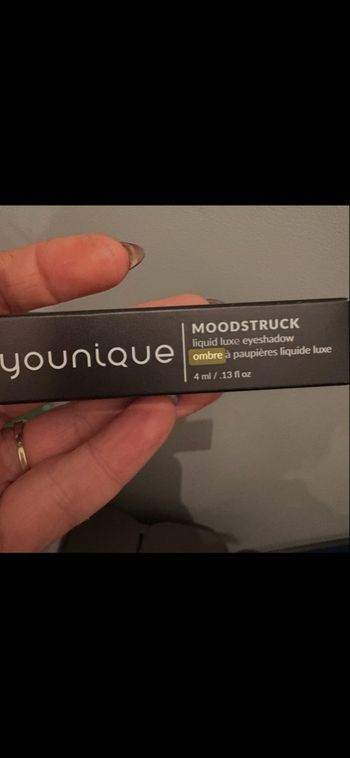 younique
MOODSTRUCK
liquid luxe eyeshadow
ombre à paupières liquide luxe
4 ml / .13 fl oz